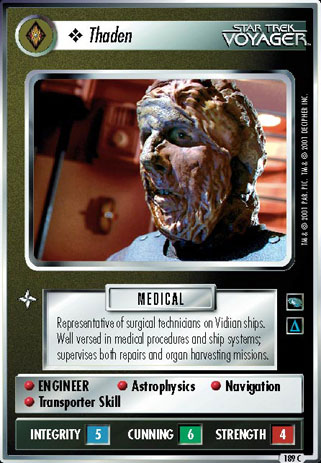 ❖ Thaden
STAR TREK
VOYAGER™
TM & © 2001 PAR. PIC. TM & © 2001 DECIPHER INC.
MEDICAL
Representative of surgical technicians on Vidiian ships.
Well versed in medical procedures and ship systems;
supervises both repairs and organ harvesting missions.
• ENGINEER • Astrophysics • Navigation
• Transporter Skill
INTEGRITY 5 CUNNING 6 STRENGTH 4
189 C